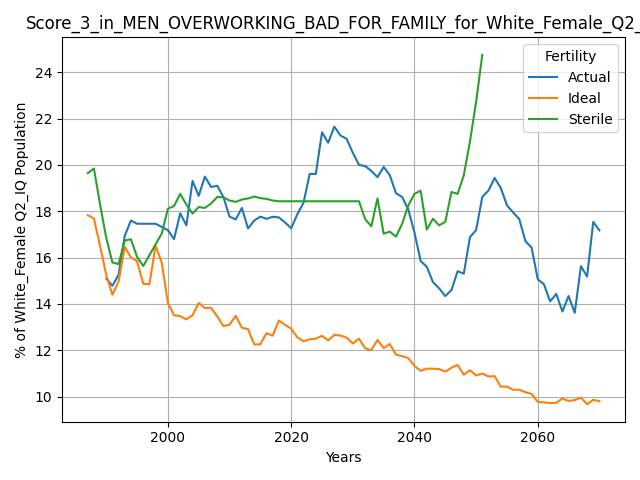 Score_3_in_MEN_OVERWORKING_BAD_FOR_FAMILY_for_White_Female_Q2_
Fertility
Actual
Ideal
Sterile
% of White_Female Q2_IQ Population
24
22
20
18
16
14
12
10
2000 2020 2040 2060
Years